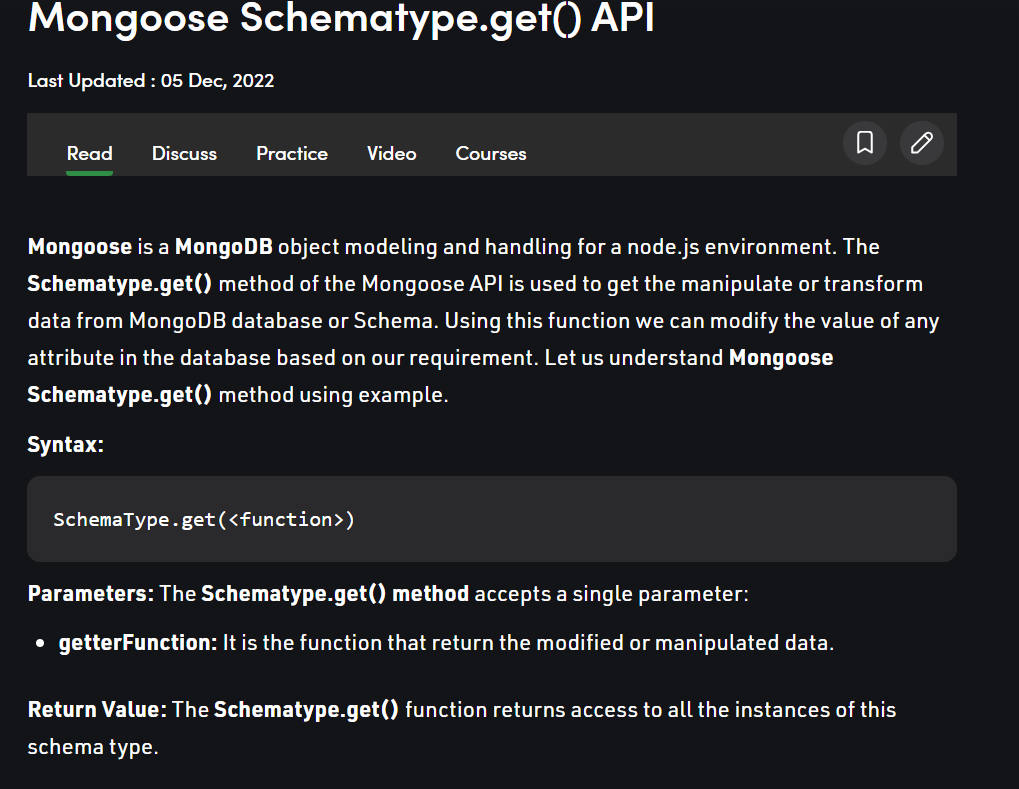 Mongoose Schematype.get() API
Last Updated : 05 Dec, 2022
Read Discuss Practice Video Courses
Mongoose is a MongoDB object modeling and handling for a node.js environment. The
Schematype.get() method of the Mongoose API is used to get the manipulate or transform
data from MongoDB database or Schema. Using this function we can modify the value of any
attribute in the database based on our requirement. Let us understand Mongoose
Schematype.get() method using example.
Syntax:
SchemaType.get(<function>)
Parameters: The Schematype.get() method accepts a single parameter:
• getterFunction: It is the function that return the modified or manipulated data.
Return Value: The Schematype.get() function returns access to all the instances of this
schema type.